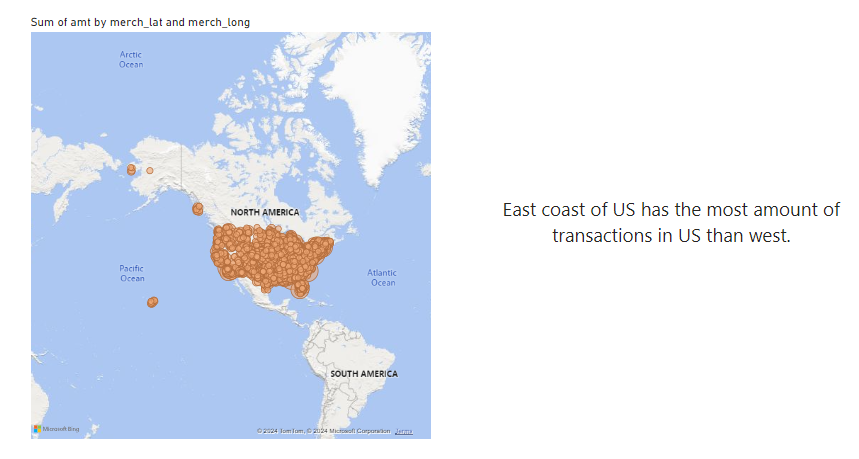 Sum of amt by merch_lat and merch_long
Arctic
Ocean
NORTH AMERICA
Pacific
Ocean
Atlantic
Ocean
SOUTH AMERICA
Microsoft Bing
© 2024 TomTom, © 2024 Microsoft Corporation Terms
East coast of US has the most amount of
transactions in US than west.